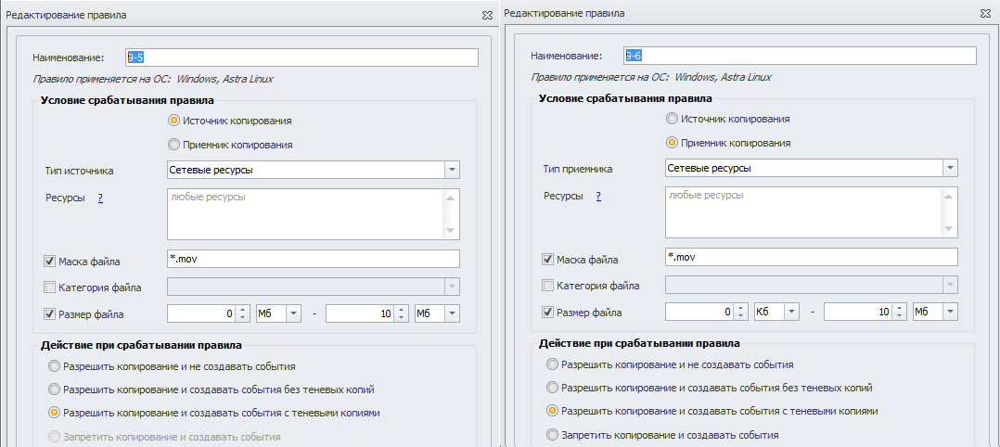 Редактирование правила
Наименование: Э-5
Правило применяется на ОС: Windows, Astra Linux
Условие срабатывания правила
Источник копирования
Приемник копирования
Тип источника Сетевые ресурсы
Ресурсы ? любые ресурсы
Маска файла *.mov
Категория файла
Размер файла 0 Мб - 10 Мб
Действие при срабатывании правила
Разрешить копирование и не создавать события
Разрешить копирование и создавать события без теневых копий
Разрешить копирование и создавать события с теневыми копиями
Запретить копирование и создавать события
Редактирование правила
Наименование: Э-6
Правило применяется на ОС: Windows, Astra Linux
Условие срабатывания правила
Источник копирования
Приемник копирования
Тип приемника Сетевые ресурсы
Ресурсы ? любые ресурсы
Маска файла *.mov
Категория файла
Размер файла 0 Кб - 10 Мб
Действие при срабатывании правила
Разрешить копирование и не создавать события
Разрешить копирование и создавать события без теневых копий
Разрешить копирование и создавать события с теневыми копиями
Запретить копирование и создавать события